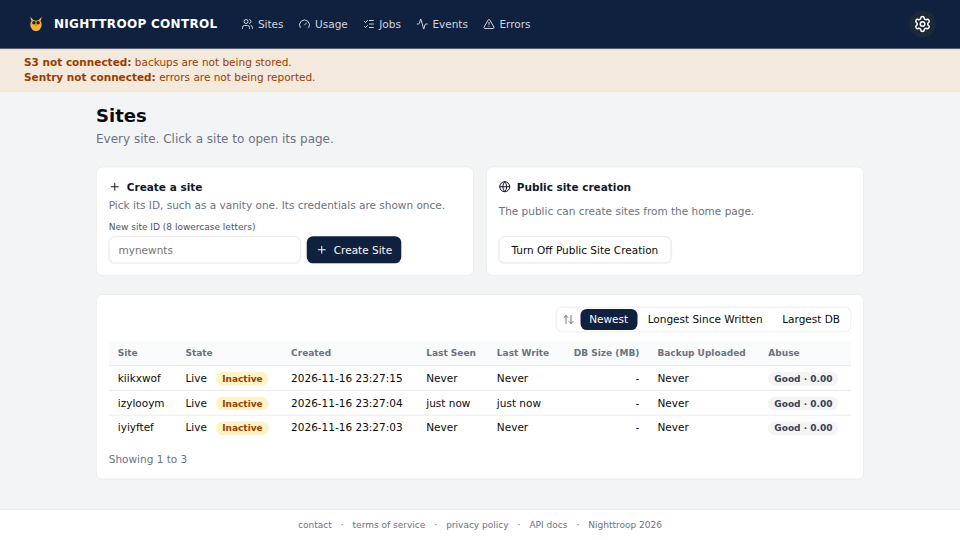 NIGHTTROOP CONTROL Sites Usage Jobs Events Errors
S3 not connected: backups are not being stored.
Sentry not connected: errors are not being reported.
Sites
Every site. Click a site to open its page.
Create a site
Pick its ID, such as a vanity one. Its credentials are shown once.
New site ID (8 lowercase letters)
mynewnts Create Site
Public site creation
The public can create sites from the home page.
Turn Off Public Site Creation
Newest Longest Since Written Largest DB
Site State Created Last Seen Last Write DB Size (MB) Backup Uploaded Abuse
kiikxwof Live Inactive 2026-11-16 23:27:15 Never Never - Never Good · 0.00
izylooym Live Inactive 2026-11-16 23:27:04 just now just now - Never Good · 0.00
iyiyftef Live Inactive 2026-11-16 23:27:03 Never Never - Never Good · 0.00
Showing 1 to 3
contact · terms of service · privacy policy · API docs · Nighttroop 2026